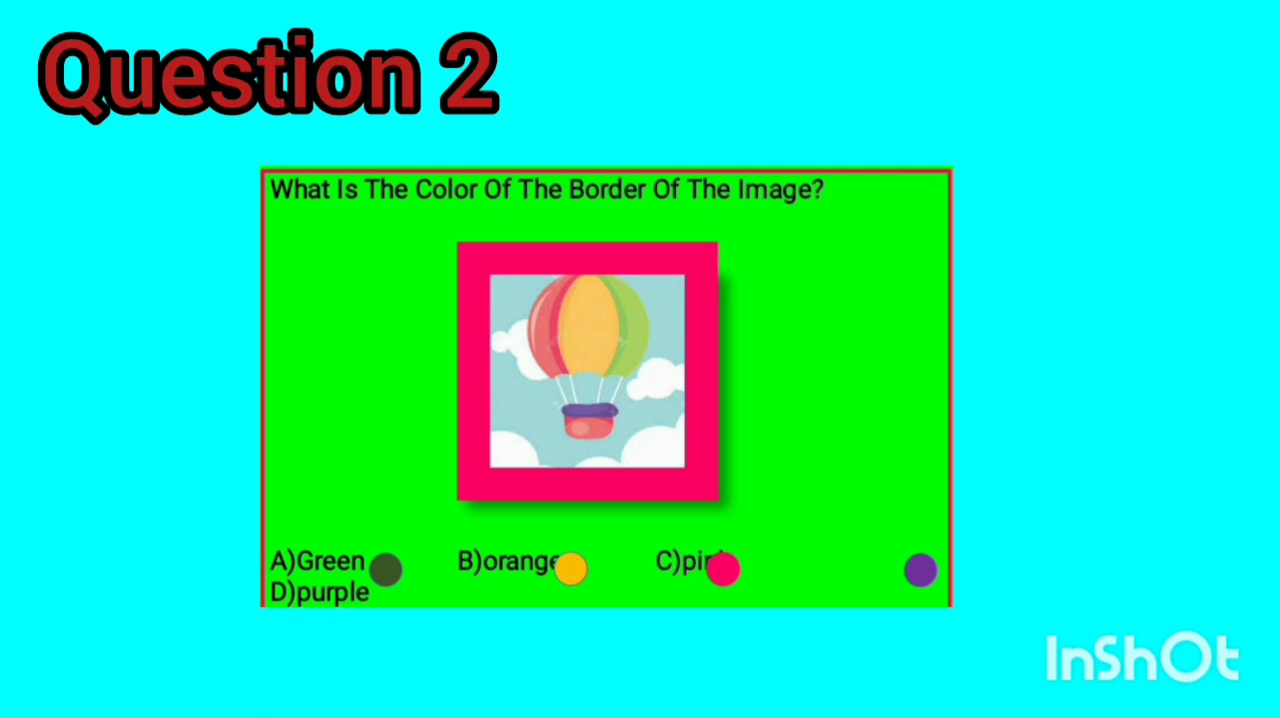 Question 2
What Is The Color Of The Border Of The Image?
A)Green B)orange
D)purple
InShOt